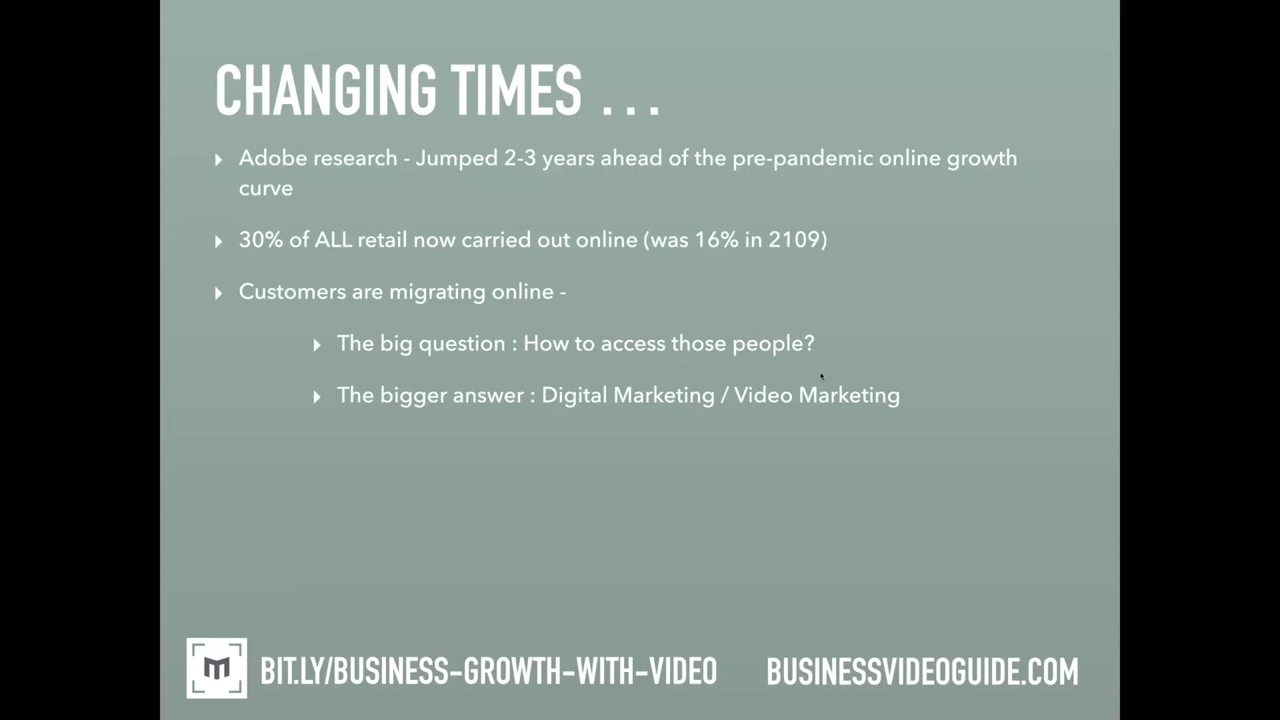 CHANGING TIMES ...
Adobe research - Jumped 2-3 years ahead of the pre-pandemic online growth
curve
30% of ALL retail now carried out online (was 16% in 2109)
Customers are migrating online -
The big question : How to access those people?
The bigger answer : Digital Marketing / Video Marketing
m BIT.LY/BUSINESS-GROWTH-WITH-VIDEO BUSINESSVIDEOGUIDE.COM